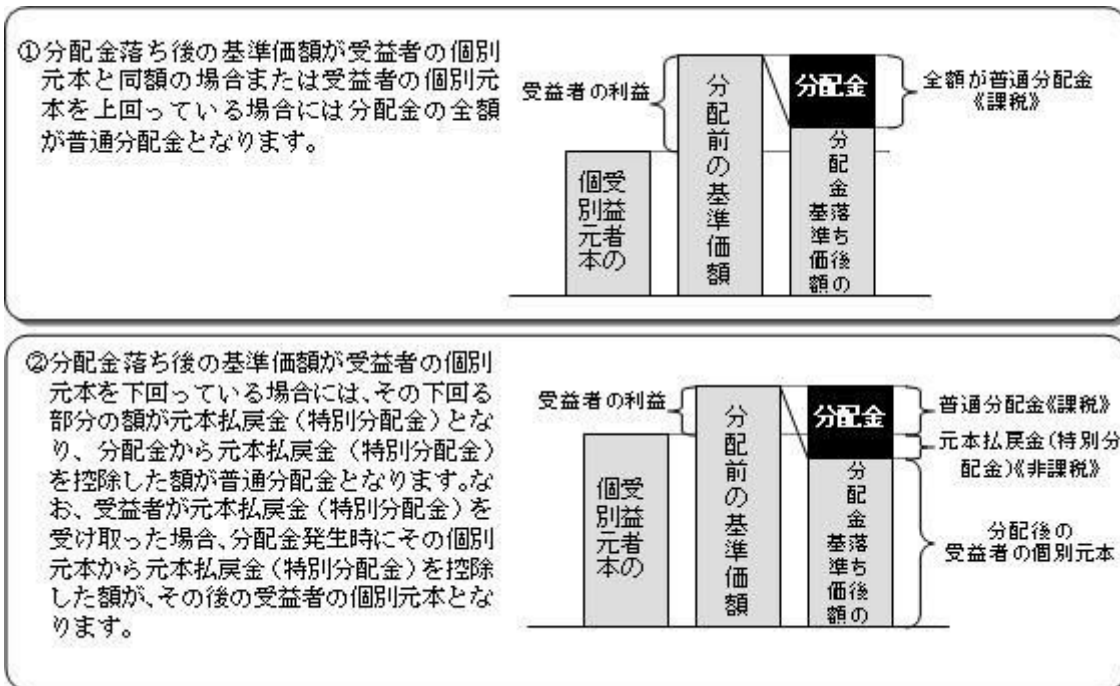 ①分配金落ち後の基準価額が受益者の個別
元本と同額の場合または受益者の個別元
本を上回っている場合には分配金の全額
が普通分配金となります。
受益者の利益
受益者の
個別元本
分配前の基準価額
分配金
分配金落ち後の
基準価額
全額が普通分配金
《課税》
②分配金落ち後の基準価額が受益者の個別
元本を下回っている場合には、その下回る
部分の額が元本払戻金（特別分配金）とな
り、分配金から元本払戻金（特別分配金）
を控除した額が普通分配金となります。な
お、受益者が元本払戻金（特別分配金）を
受け取った場合、分配金発生時にその個別
元本から元本払戻金（特別分配金）を控除
した額が、その後の受益者の個別元本とな
ります。
受益者の利益
受益者の
個別元本
分配前の基準価額
分配金
分配金落ち後の
基準価額
普通分配金《課税》
元本払戻金（特別分
配金）《非課税》
分配後の
受益者の個別元本